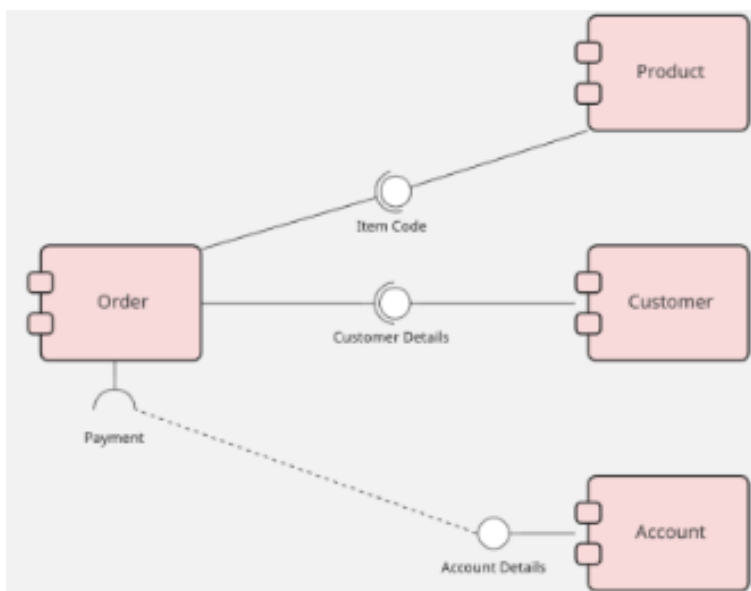 Product
Item Code
Order
Customer
Customer Details
Payment
Account
Account Details